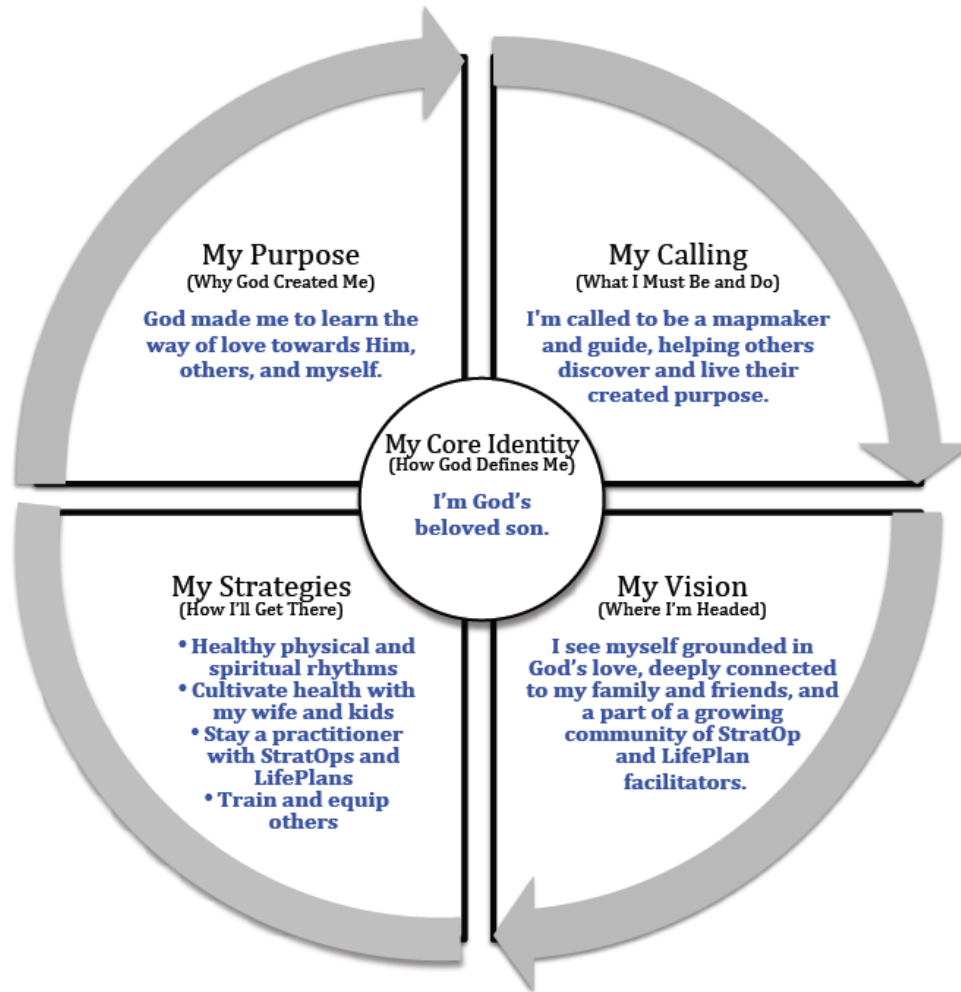 My Purpose
(Why God Created Me)
God made me to learn the
way of love towards Him,
others, and myself.
My Calling
(What I Must Be and Do)
I'm called to be a mapmaker
and guide, helping others
discover and live their
created purpose.
My Core Identity
(How God Defines Me)
I'm God's
beloved son.
My Strategies
(How I'll Get There)
• Healthy physical and
spiritual rhythms
• Cultivate health with
my wife and kids
• Stay a practitioner
with StratOps and
LifePlans
• Train and equip
others
My Vision
(Where I'm Headed)
I see myself grounded in
God's love, deeply connected
to my family and friends, and
a part of a growing
community of StratOp
and LifePlan
facilitators.